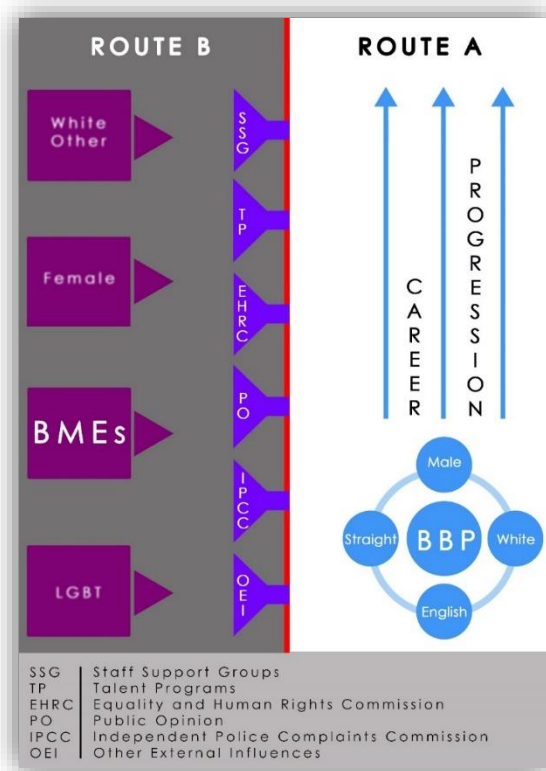 ROUTE B
ROUTE A
White
Other
Female
BMEs
LGBT
SSG
TP
EHRC
PO
IPCC
OEI
CAREER
PROGRESSION
Male
Straight
BBP
White
English
SSG | Staff Support Groups
TP | Talent Programs
EHRC | Equality and Human Rights Commission
PO | Public Opinion
IPCC | Independent Police Complaints Commission
OEI | Other External Influences